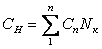 C_H = \sum_{1}^{n} C_n N_к